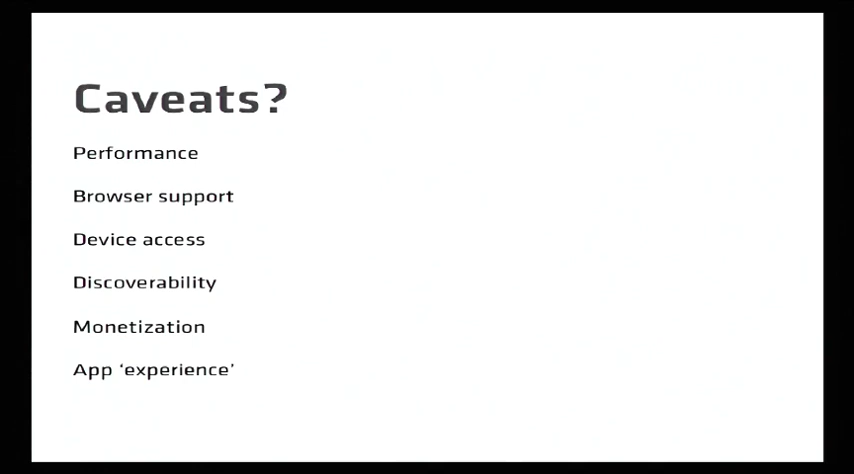 Caveats?
Performance
Browser support
Device access
Discoverability
Monetization
App ‘experience’